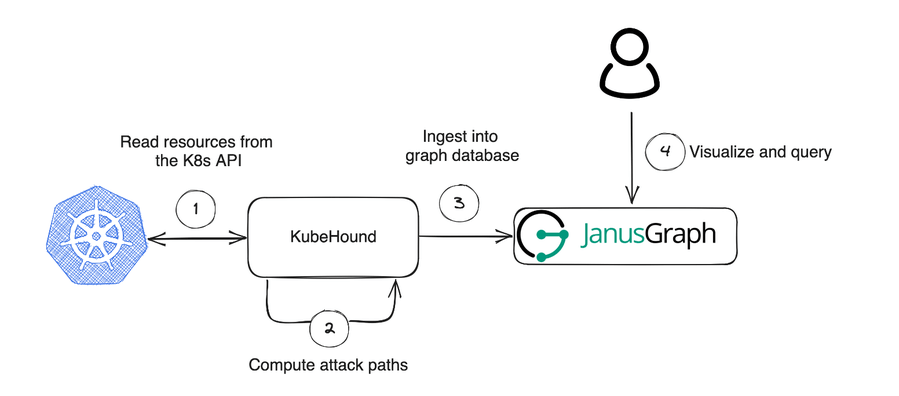 Read resources from
the K8s API
1
KubeHound
2
Compute attack paths
Ingest into
graph database
3
JanusGraph
4
Visualize and query